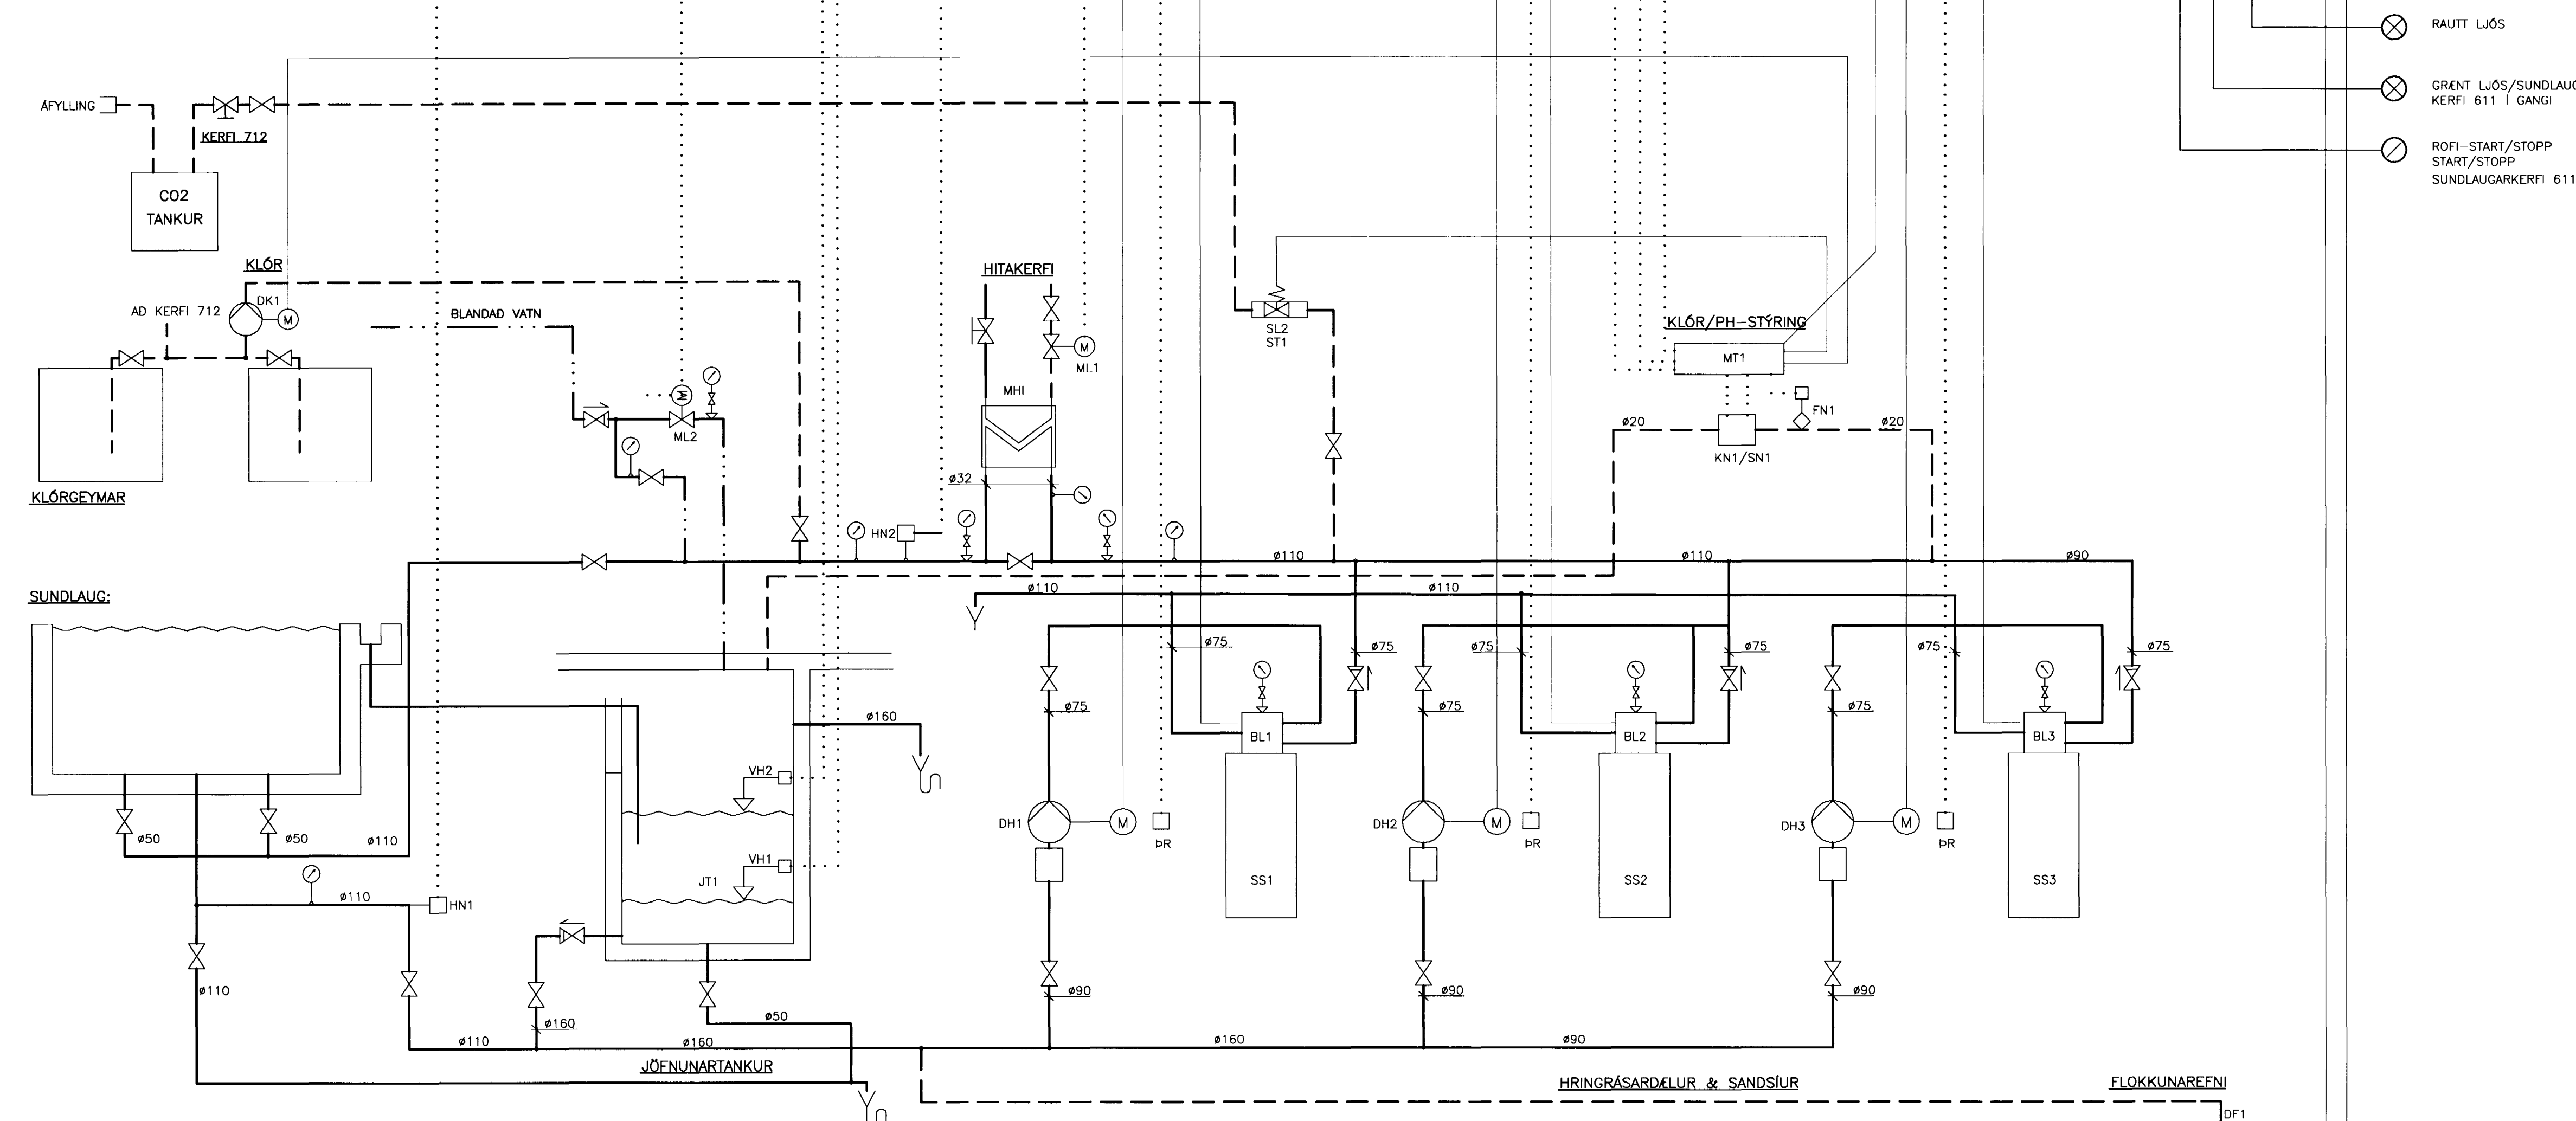 RAUTT LJÓS
GRÆNT LJÓS/SUNDLAUG
KERFI 611 Í GANGI
ROFI-START/STOPP
START/STOPP
SUNDLAUGARKERFI 611
ÁFYLLING
KERFI 712
CO2
TANKUR
KLÓR
DK1
M
AD KERFI 712
BLANDAD VATN
KLÓRGEYMAR
M
ML2
HITAKERFI
M
ML1
MHI
ø32
HN2
SL2
ST1
KLÓR/PH-STÝRING
MT1
FN1
ø20
ø20
KN1/SN1
ø110
ø110
ø90
ø110
ø110
SUNDLAUG:
ø75
ø75
ø75
ø75
ø75
ø75
ø75
ø75
ø75
ø160
BL1
BL2
BL3
VH2
VH1
JT1
DH1
M
ÞR
DH2
M
ÞR
DH3
M
ÞR
SS1
SS2
SS3
ø50
ø50
ø110
ø110
HN1
ø110
ø90
ø90
ø90
ø160
ø50
ø110
ø160
ø160
ø90
JÖFNUNARTANKUR
HRINGRÁSARDÆLUR & SANDSÍUR
FLOKKUNAREFNI
DF1